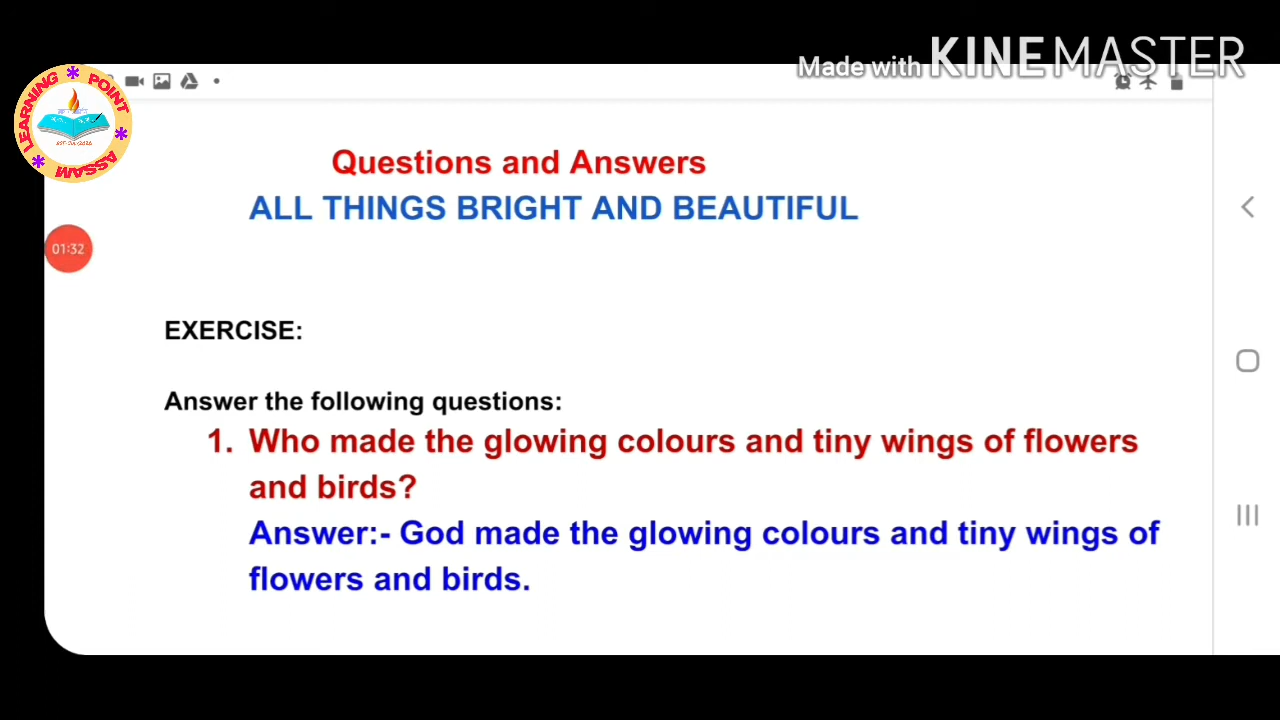 Made with KINEMASTER
LEARNING POINT
ASSAM
Questions and Answers
ALL THINGS BRIGHT AND BEAUTIFUL
01:32
EXERCISE:
Answer the following questions:
1. Who made the glowing colours and tiny wings of flowers
and birds?
Answer:- God made the glowing colours and tiny wings of
flowers and birds.